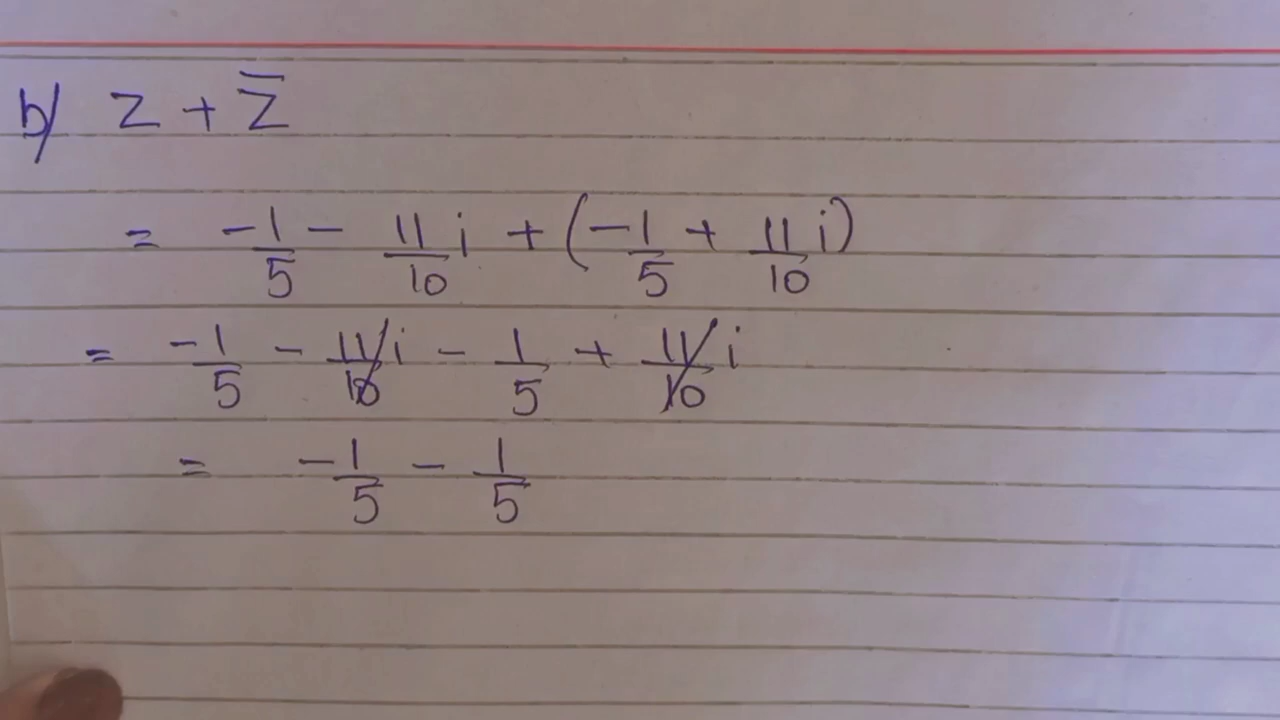 b) z + z̅
= -1/5 - 11/10 i + (-1/5 + 11/10 i)
= -1/5 - 11/10 i - 1/5 + 11/10 i
= -1/5 - 1/5